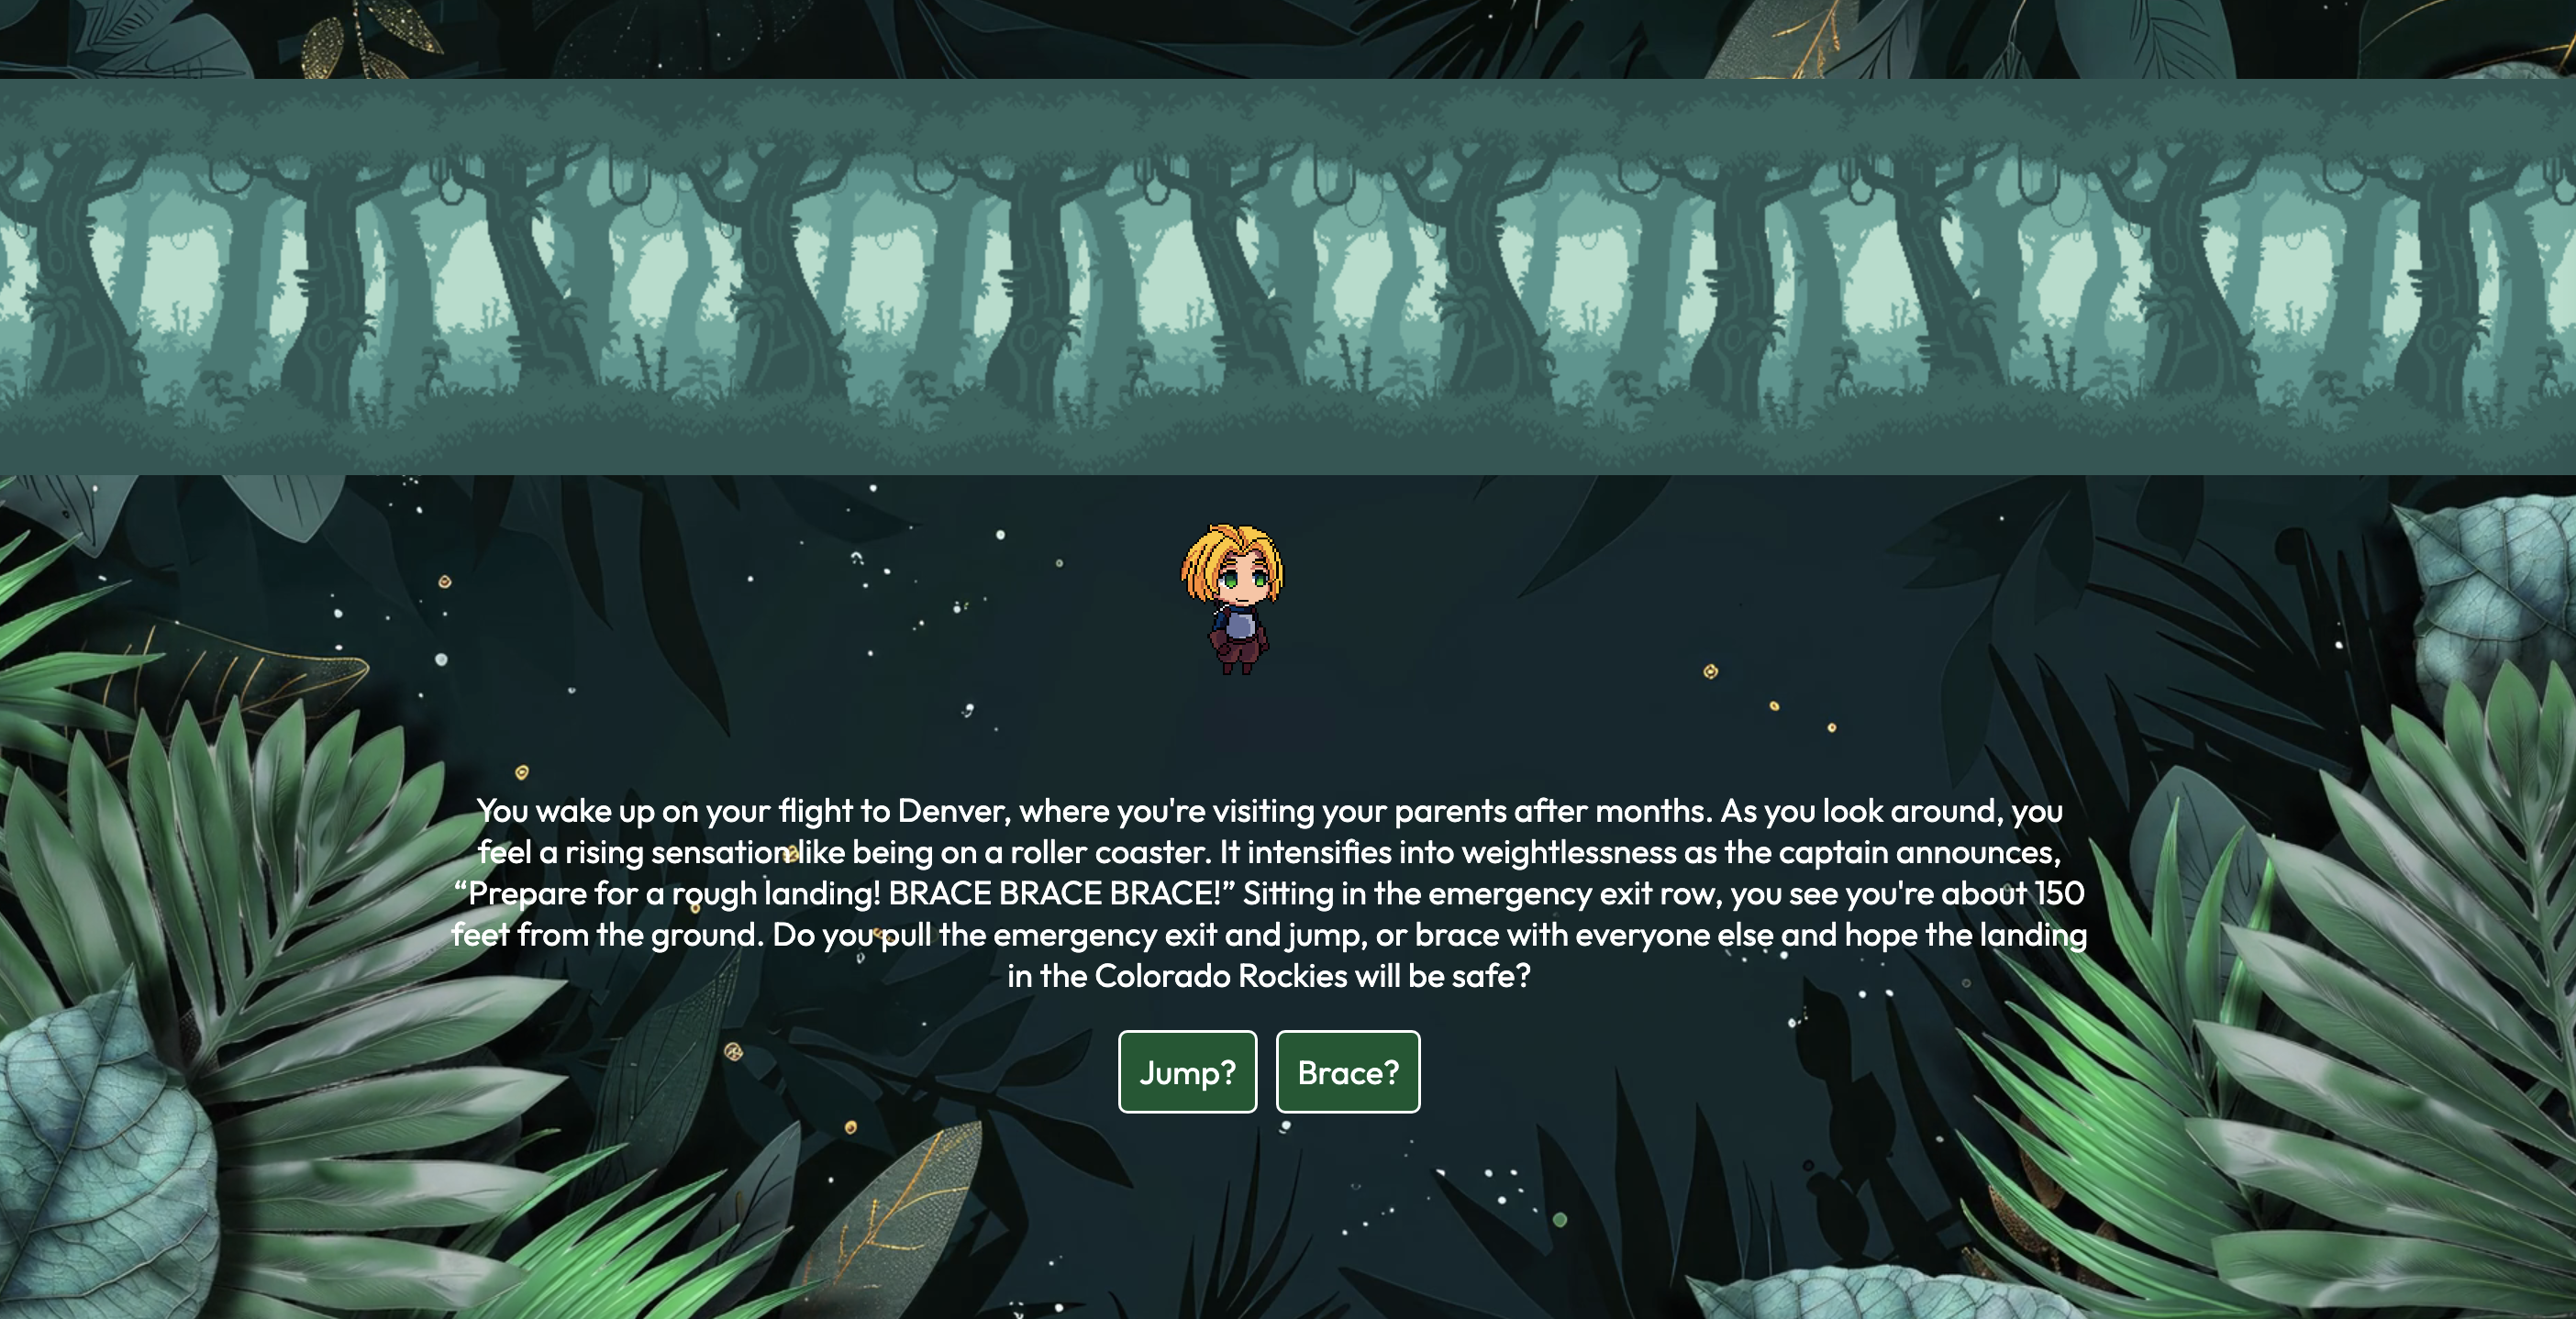 You wake up on your flight to Denver, where you're visiting your parents after months. As you look around, you
feel a rising sensation like being on a roller coaster. It intensifies into weightlessness as the captain announces,
“Prepare for a rough landing! BRACE BRACE BRACE!” Sitting in the emergency exit row, you see you're about 150
feet from the ground. Do you pull the emergency exit and jump, or brace with everyone else and hope the landing
in the Colorado Rockies will be safe?
Jump? Brace?